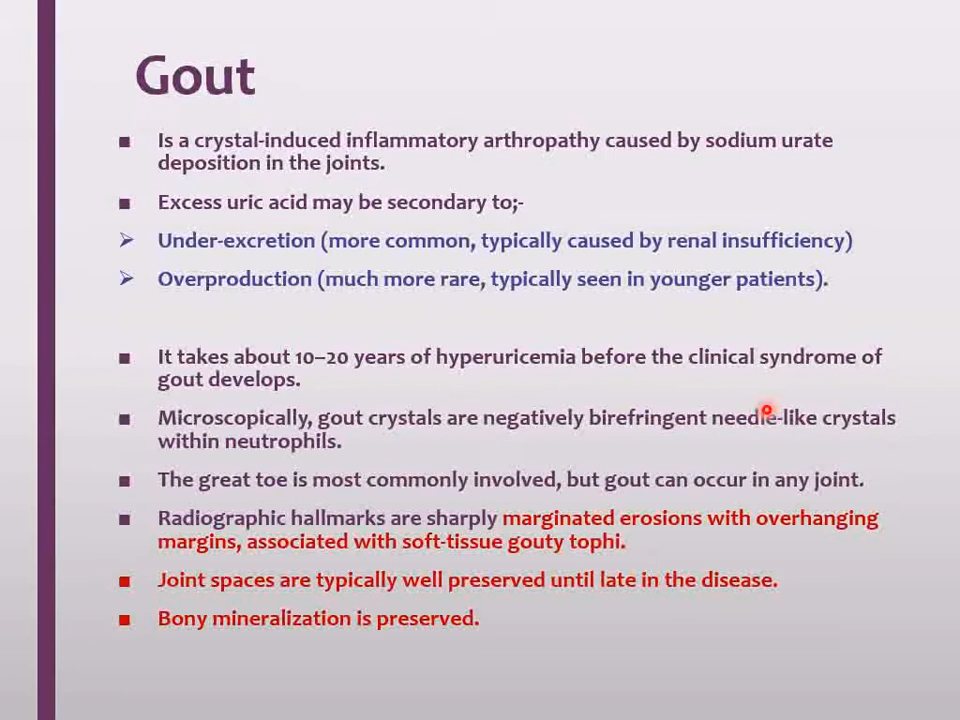 Gout
■ Is a crystal-induced inflammatory arthropathy caused by sodium urate
deposition in the joints.
■ Excess uric acid may be secondary to;-
➢ Under-excretion (more common, typically caused by renal insufficiency)
➢ Overproduction (much more rare, typically seen in younger patients).
■ It takes about 10–20 years of hyperuricemia before the clinical syndrome of
gout develops.
■ Microscopically, gout crystals are negatively birefringent needle-like crystals
within neutrophils.
■ The great toe is most commonly involved, but gout can occur in any joint.
■ Radiographic hallmarks are sharply marginated erosions with overhanging
margins, associated with soft-tissue gouty tophi.
■ Joint spaces are typically well preserved until late in the disease.
■ Bony mineralization is preserved.